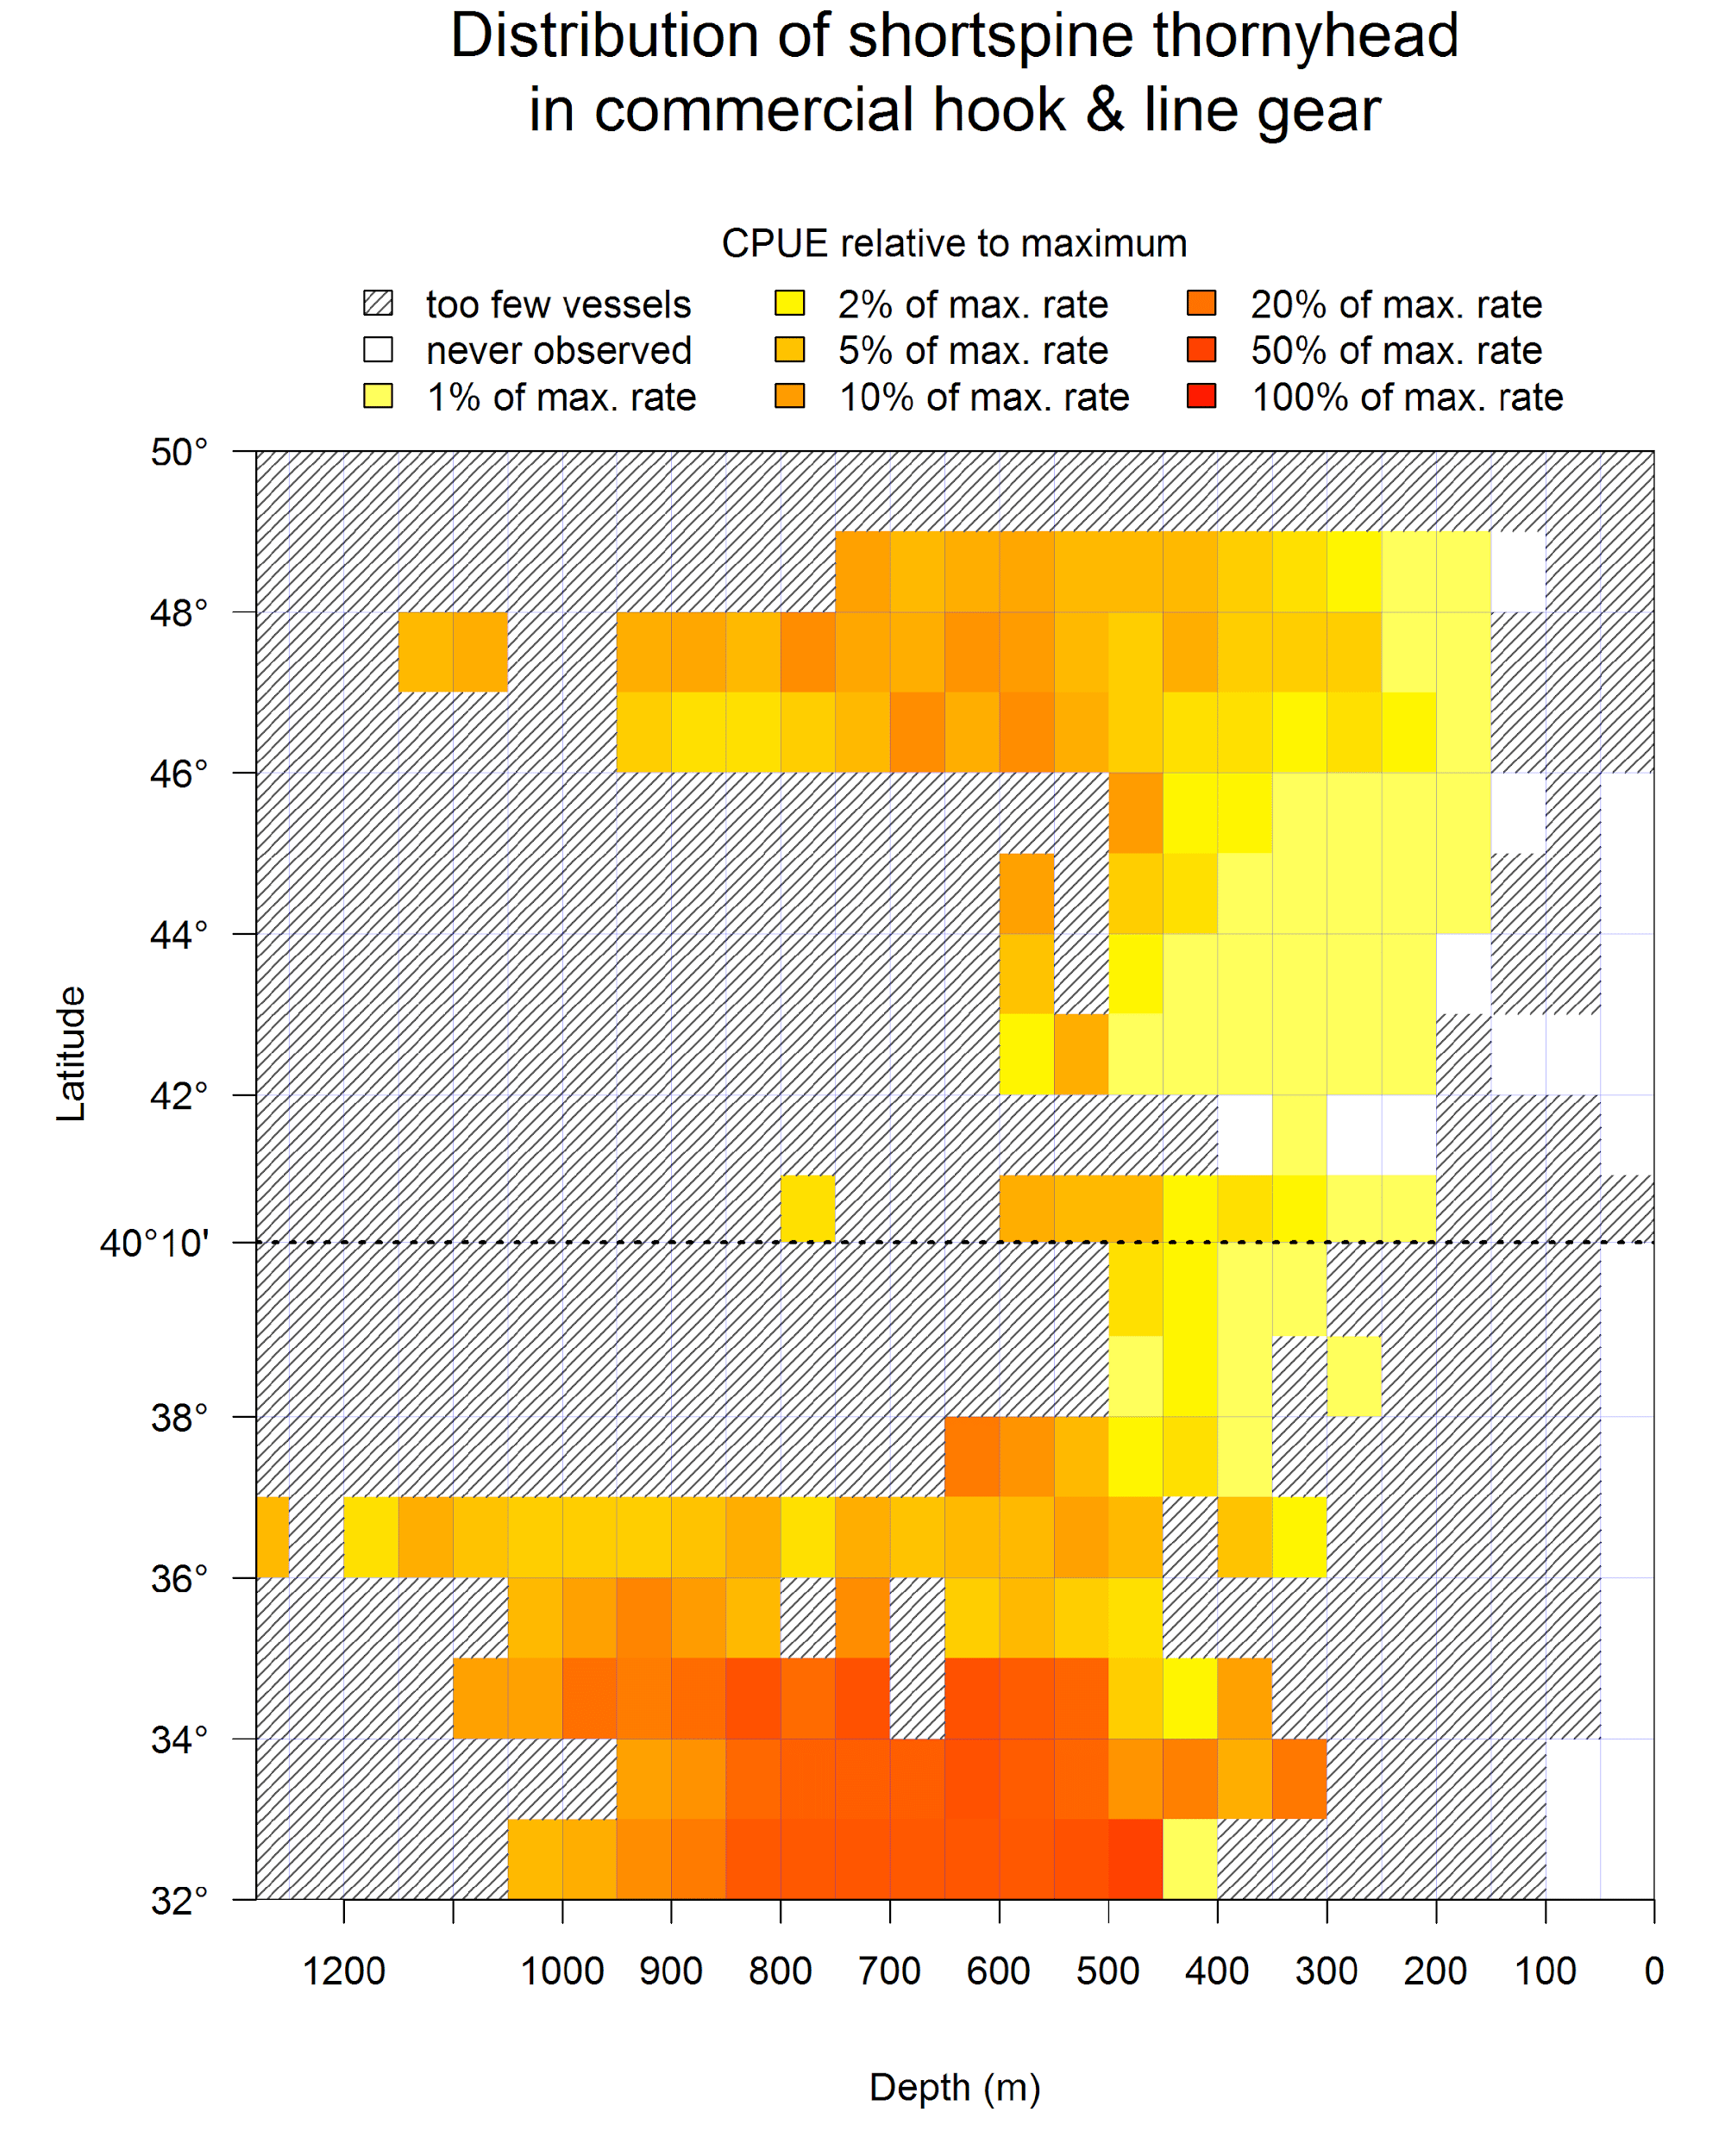 Distribution of shortspine thornyhead
in commercial hook & line gear
CPUE relative to maximum
too few vessels
2% of max. rate
20% of max. rate
never observed
5% of max. rate
50% of max. rate
1% of max. rate
10% of max. rate
100% of max. rate
50°
48°
46°
44°
42°
40°10'
38°
36°
34°
32°
Latitude
1200 1000 900 800 700 600 500 400 300 200 100 0
Depth (m)